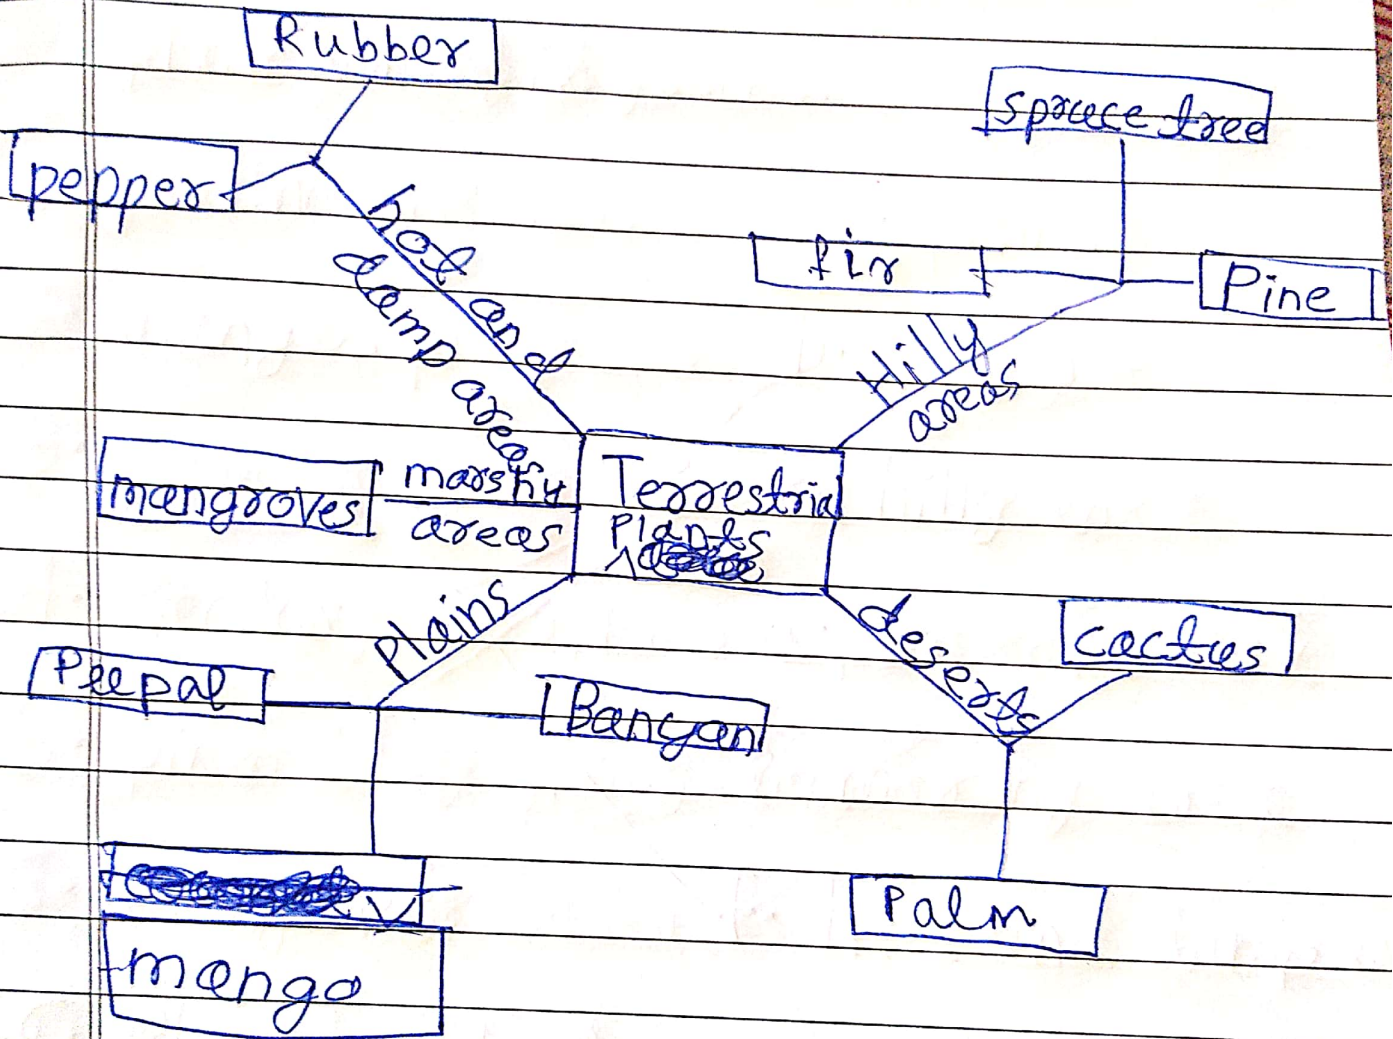 Rubber
spruce tree
pepper
fir
Pine
hot and
damp areas
Hilly
areas
mangroves
marshy
areas
Terrestrial
Plants
Plains
deserts
cactus
Peepal
Banyan
Palm
mango